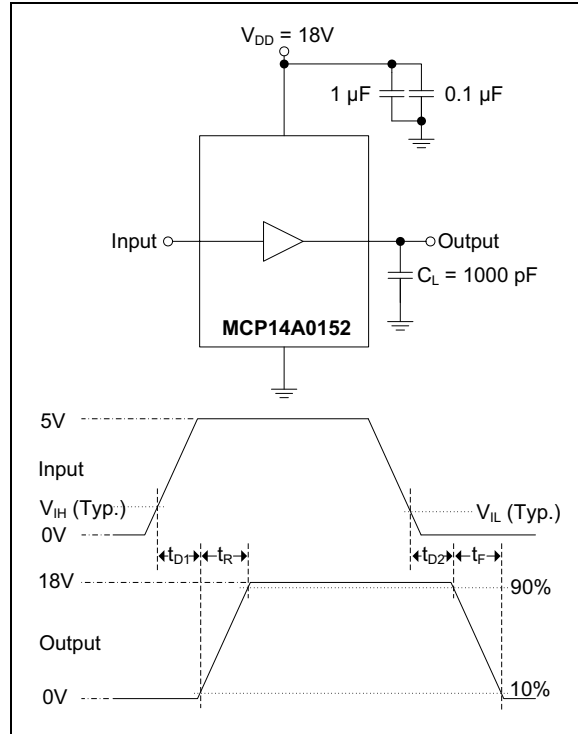 V_DD = 18V
1 µF
0.1 µF
Input
Output
C_L = 1000 pF
MCP14A0152
5V
Input
V_IH (Typ.)
V_IL (Typ.)
0V
t_D1
t_R
t_D2
t_F
18V
90%
Output
0V
10%